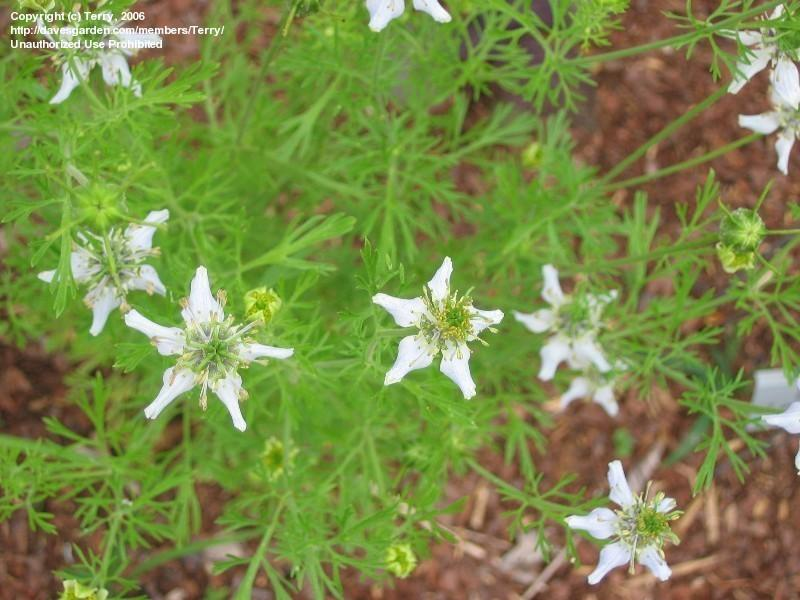 Copyright (c) Terry, 2006
http://davesgarden.com/members/Terry/
Unauthorized Use Prohibited